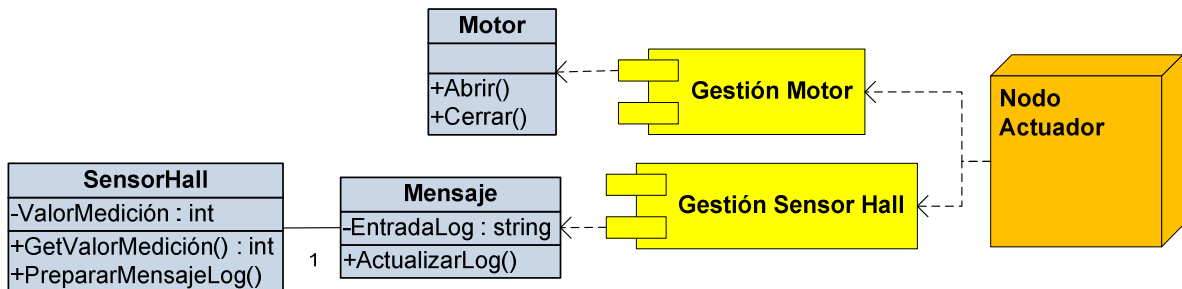 Motor
+Abrir()
+Cerrar()
Gestión Motor
Nodo
Actuador
SensorHall
-ValorMedición : int
+GetValorMedición() : int
+PrepararMensajeLog()
1
Mensaje
-EntradaLog : string
+ActualizarLog()
Gestión Sensor Hall